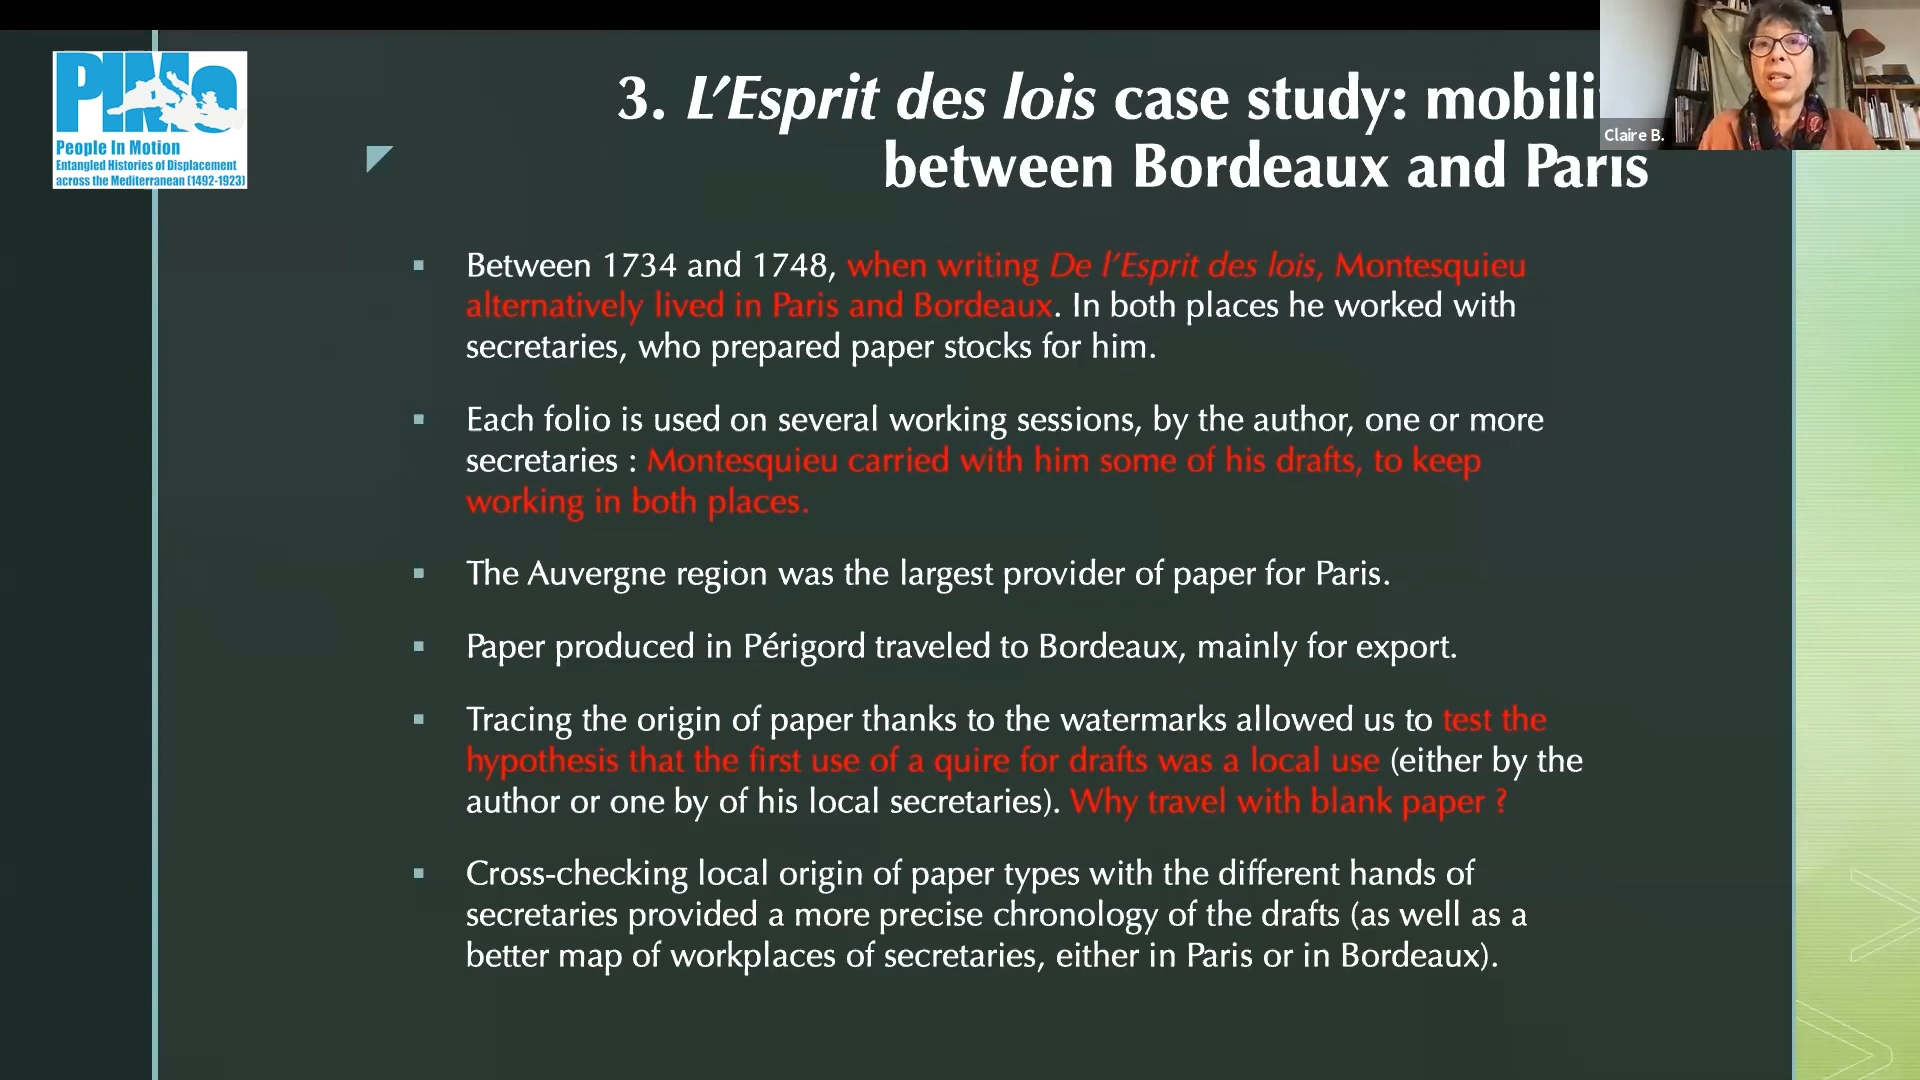 PIMo
People In Motion
Entangled Histories of Displacement
across the Mediterranean (1492-1923)
3. L’Esprit des lois case study: mobili
between Bordeaux and Paris
Claire B.
Between 1734 and 1748, when writing De l’Esprit des lois, Montesquieu
alternatively lived in Paris and Bordeaux. In both places he worked with
secretaries, who prepared paper stocks for him.
Each folio is used on several working sessions, by the author, one or more
secretaries : Montesquieu carried with him some of his drafts, to keep
working in both places.
The Auvergne region was the largest provider of paper for Paris.
Paper produced in Périgord traveled to Bordeaux, mainly for export.
Tracing the origin of paper thanks to the watermarks allowed us to test the
hypothesis that the first use of a quire for drafts was a local use (either by the
author or one by of his local secretaries). Why travel with blank paper ?
Cross-checking local origin of paper types with the different hands of
secretaries provided a more precise chronology of the drafts (as well as a
better map of workplaces of secretaries, either in Paris or in Bordeaux).